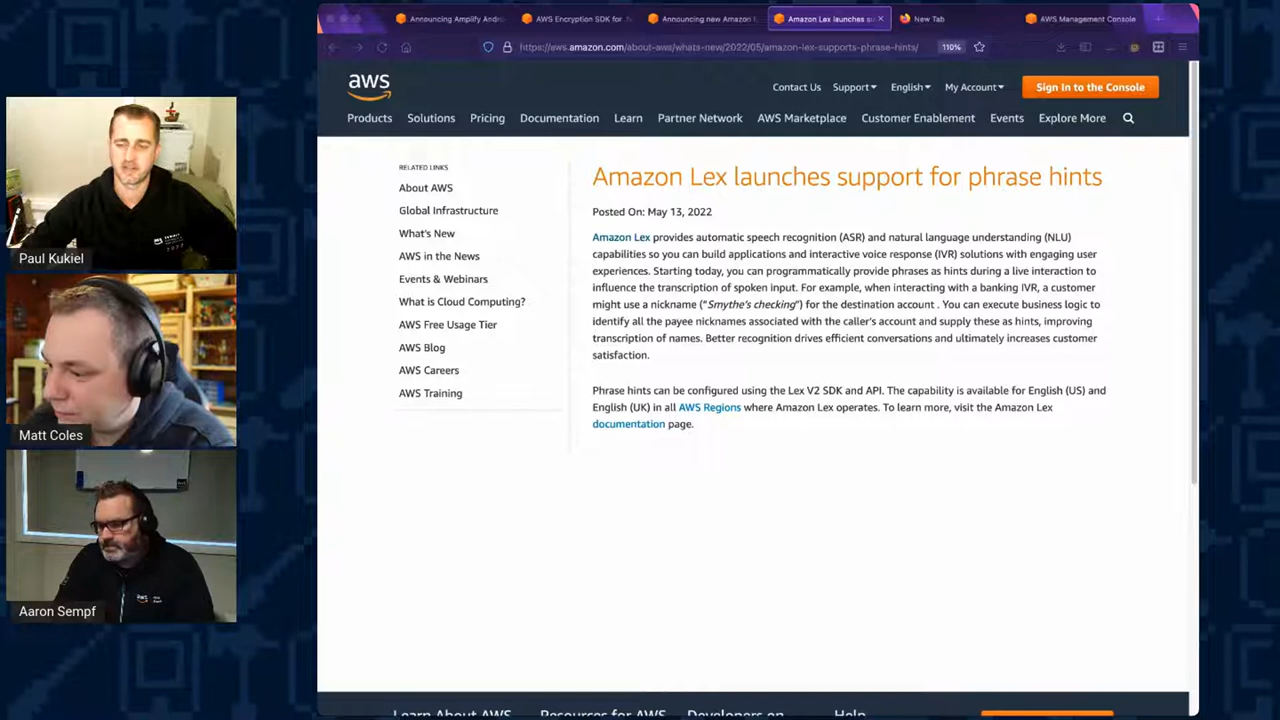 Announcing Amplify Andro
AWS Encryption SDK for .
Announcing new Amazon
Amazon Lex launches su
New Tab
AWS Management Console
https://aws.amazon.com/about-aws/whats-new/2022/05/amazon-lex-supports-phrase-hints/
110%
aws
Contact Us
Support
English
My Account
Sign In to the Console
Products
Solutions
Pricing
Documentation
Learn
Partner Network
AWS Marketplace
Customer Enablement
Events
Explore More
RELATED LINKS
About AWS
Global Infrastructure
What's New
AWS in the News
Events & Webinars
What is Cloud Computing?
AWS Free Usage Tier
AWS Blog
AWS Careers
AWS Training
Amazon Lex launches support for phrase hints
Posted On: May 13, 2022
Amazon Lex provides automatic speech recognition (ASR) and natural language understanding (NLU)
capabilities so you can build applications and interactive voice response (IVR) solutions with engaging user
experiences. Starting today, you can programmatically provide phrases as hints during a live interaction to
influence the transcription of spoken input. For example, when interacting with a banking IVR, a customer
might use a nickname (“Smythe’s checking”) for the destination account . You can execute business logic to
identify all the payee nicknames associated with the caller’s account and supply these as hints, improving
transcription of names. Better recognition drives efficient conversations and ultimately increases customer
satisfaction.
Phrase hints can be configured using the Lex V2 SDK and API. The capability is available for English (US) and
English (UK) in all AWS Regions where Amazon Lex operates. To learn more, visit the Amazon Lex
documentation page.
Learn About AWS
Resources for AWS
Developers on
Help
Paul Kukiel
Matt Coles
Aaron Sempf
aws